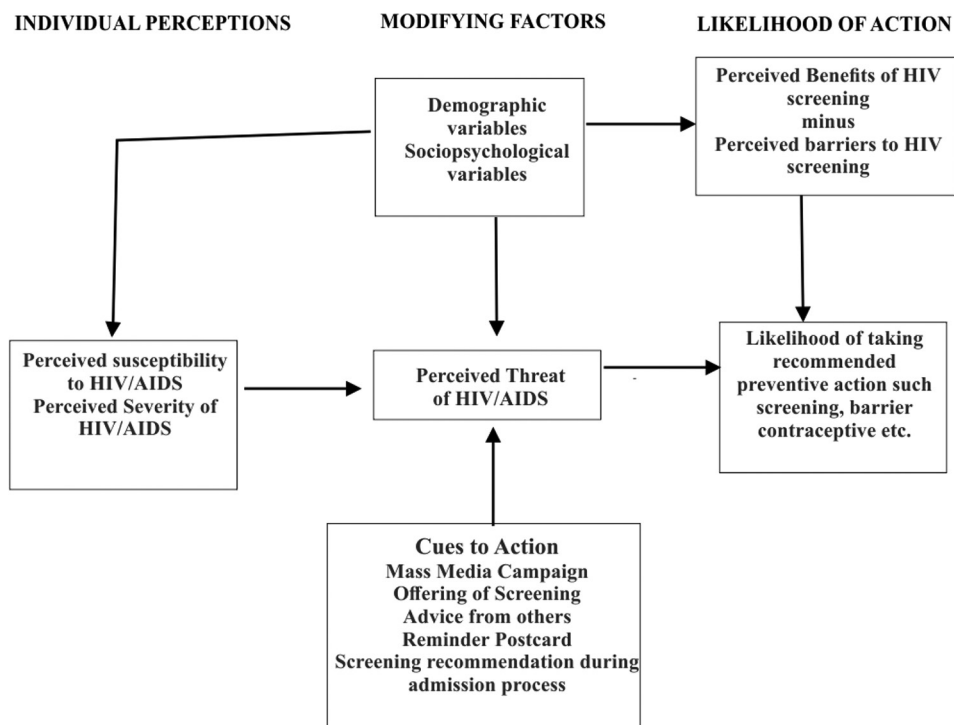 INDIVIDUAL PERCEPTIONS
MODIFYING FACTORS
LIKELIHOOD OF ACTION
Demographic
variables
Sociopsychological
variables
Perceived Benefits of HIV
screening
minus
Perceived barriers to HIV
screening
Perceived susceptibility
to HIV/AIDS
Perceived Severity of
HIV/AIDS
Perceived Threat
of HIV/AIDS
Likelihood of taking
recommended
preventive action such
screening, barrier
contraceptive etc.
Cues to Action
Mass Media Campaign
Offering of Screening
Advice from others
Reminder Postcard
Screening recommendation during
admission process